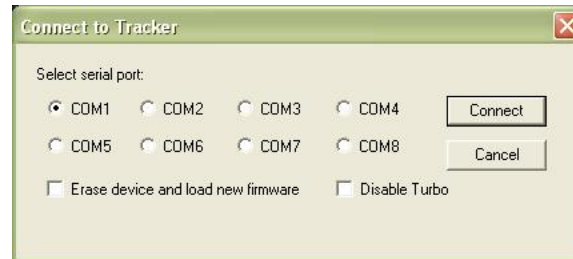 Connect to Tracker
Select serial port:
COM1 COM2 COM3 COM4 Connect
COM5 COM6 COM7 COM8 Cancel
Erase device and load new firmware Disable Turbo